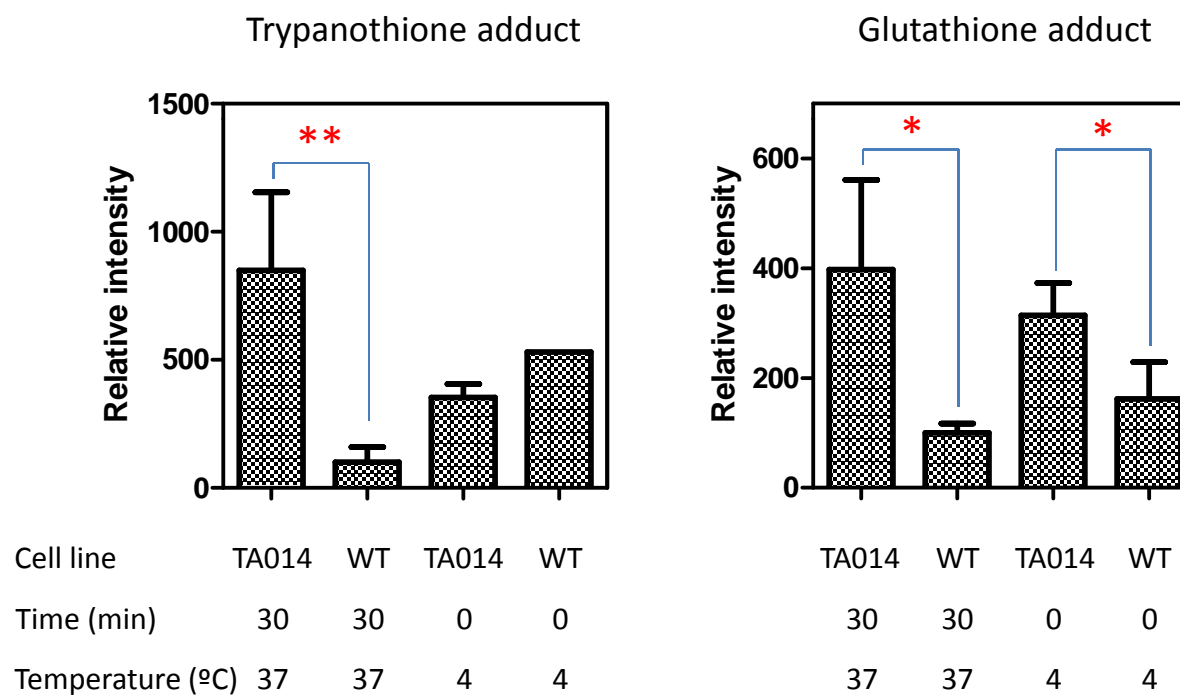 Trypanothione adduct
Glutathione adduct
Relative intensity
1500
1000
500
0
**
Relative intensity
600
400
200
0
*
*
Cell line TA014 WT TA014 WT TA014 WT TA014 WT
Time (min) 30 30 0 0 30 30 0 0
Temperature (ºC) 37 37 4 4 37 37 4 4